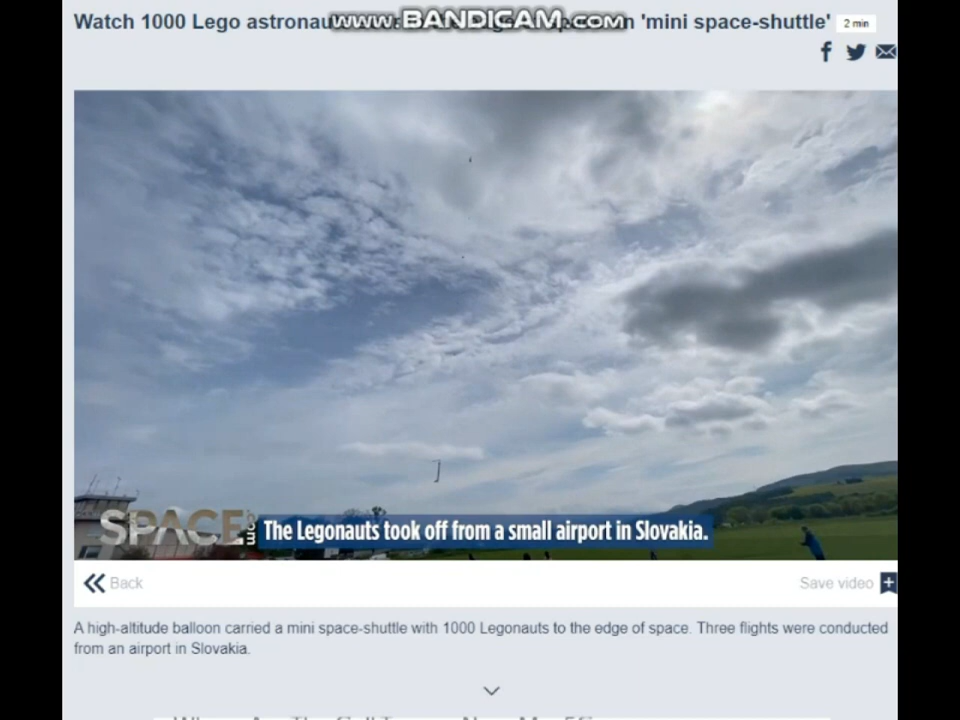 Watch 1000 Lego astronau
WWW.BANDICAM.COM
n 'mini space-shuttle'
2 min
SPACE
.com
The Legonauts took off from a small airport in Slovakia.
Back
Save video
A high-altitude balloon carried a mini space-shuttle with 1000 Legonauts to the edge of space. Three flights were conducted
from an airport in Slovakia.